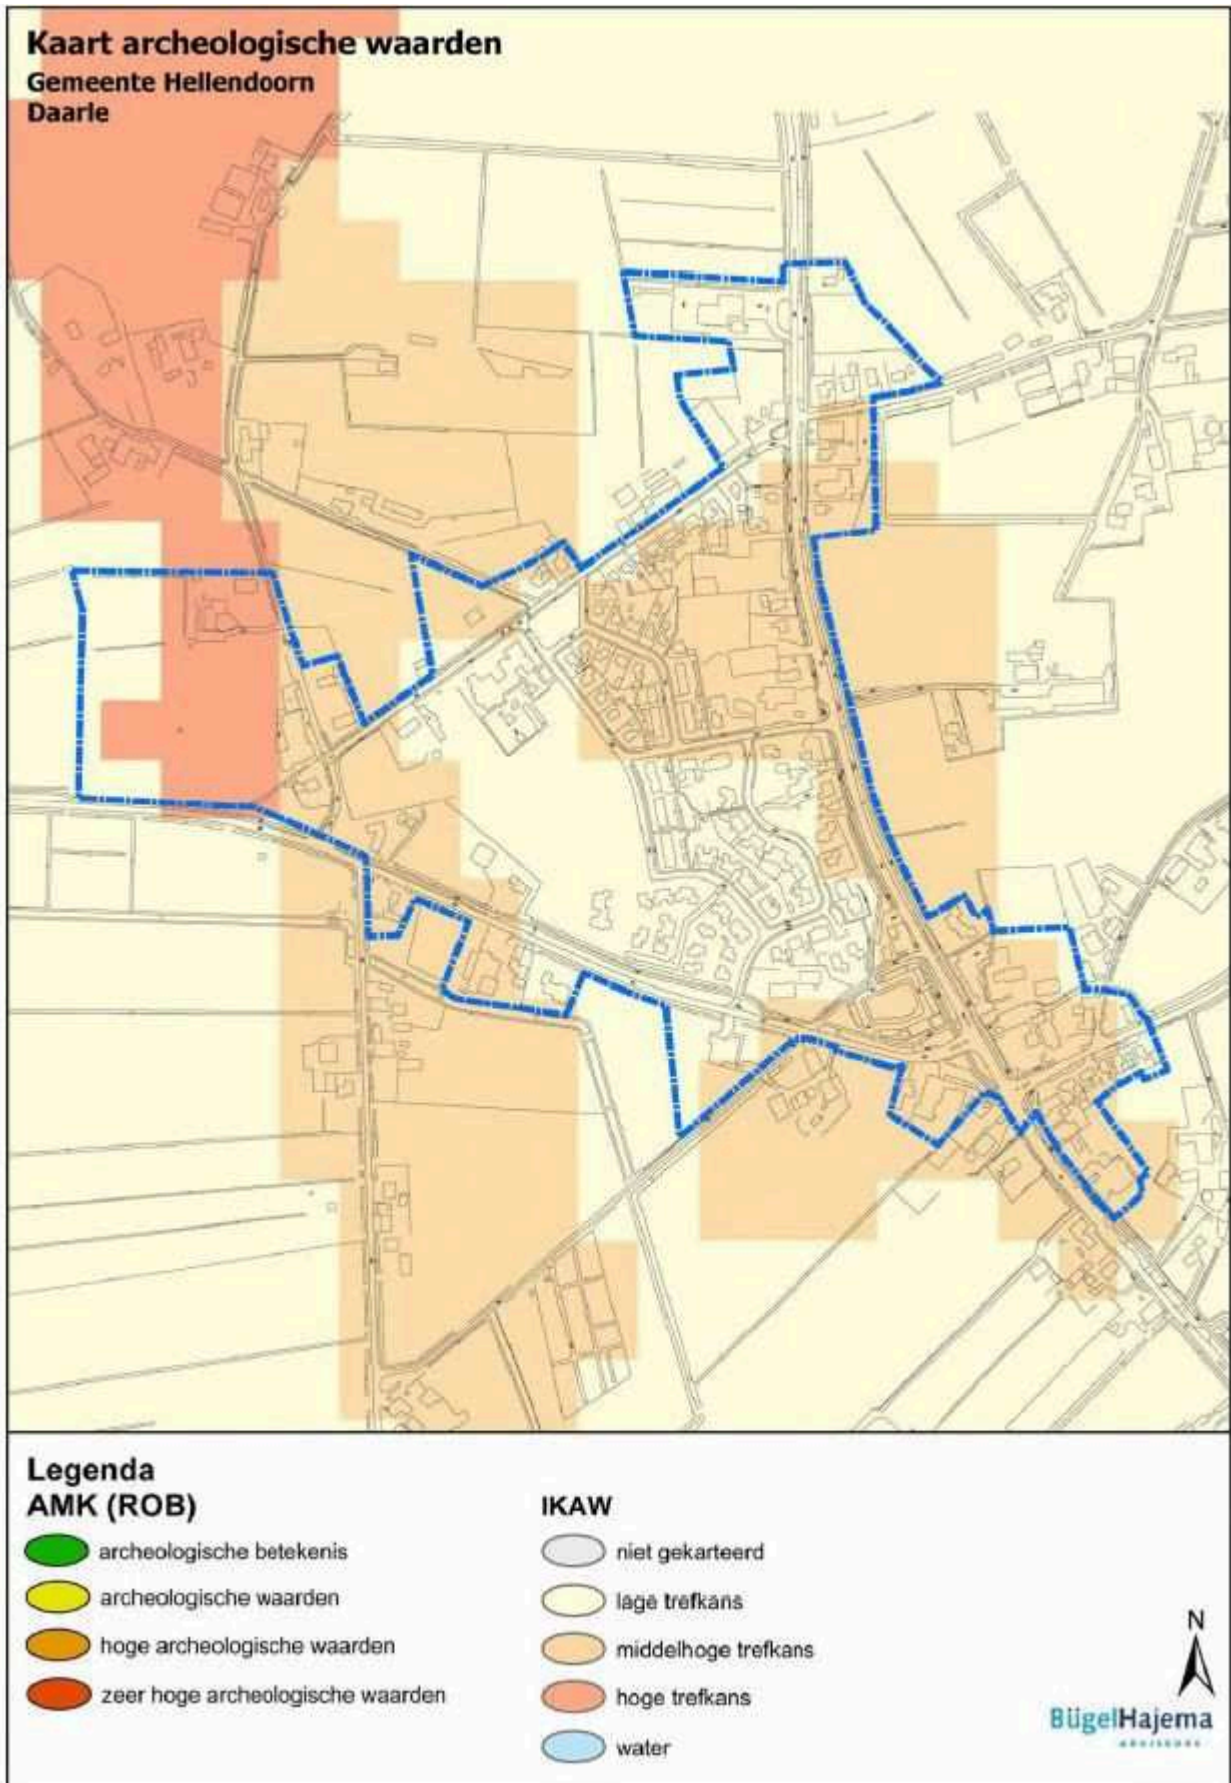 Kaart archeologische waarden
Gemeente Hellendoorn
Daarle
Legenda
AMK (ROB)
archeologische betekenis
archeologische waarden
hoge archeologische waarden
zeer hoge archeologische waarden
IKAW
niet gekarteerd
lage trefkans
middelhoge trefkans
hoge trefkans
water
N
BügelHajema